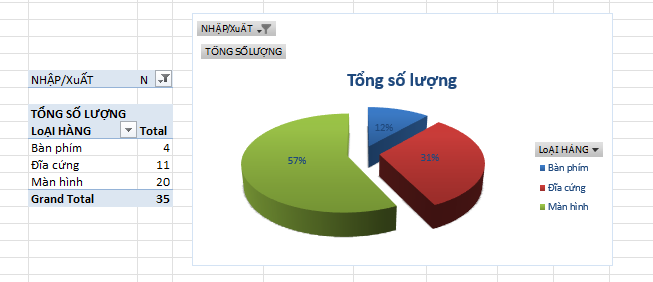 NHẬP/XuẤT N
TỔNG SỐ LƯỢNG
LoẠI HÀNG Total
Bàn phím 4
Đĩa cứng 11
Màn hình 20
Grand Total 35
NHẬP/XuẤT
TỔNG SỐ LƯỢNG
Tổng số lượng
12%
31%
57%
LoẠI HÀNG
Bàn phím
Đĩa cứng
Màn hình